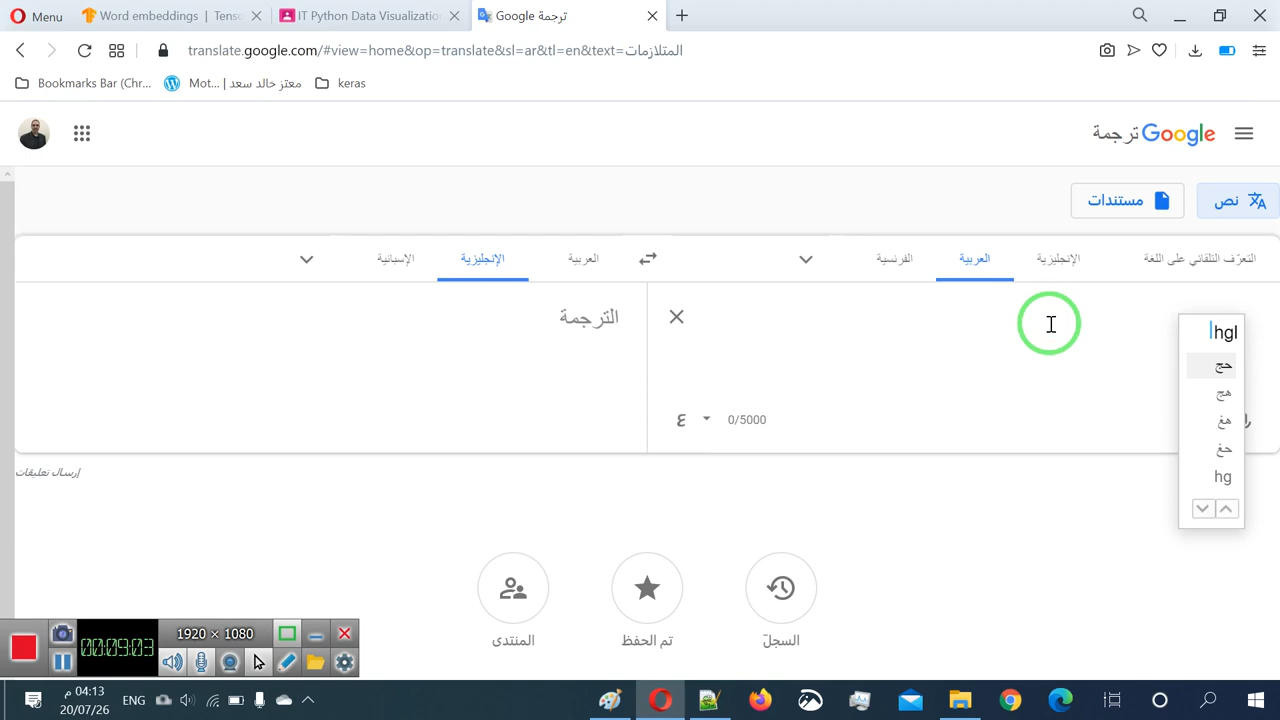 Menu
Word embeddings | Tenso
IT Python Data Visualization
ترجمة Google
translate.google.com/#view=home&op=translate&sl=ar&tl=en&text=المتلازمات
Bookmarks Bar (Chr...
Mot... | معتز خالد سعد
keras
ترجمة Google
نص
مستندات
التعرّف التلقائي على اللغة
الإنجليزية
العربية
الفرنسية
العربية
الإنجليزية
الإسبانية
الترجمة
hgl
حج
هج
هغ
حغ
hg
0/5000
ع
إرسال تعليقات
السجلّ
تم الحفظ
المنتدى
00:09:03
1920 × 1080
04:13 م
20/07/26
ENG